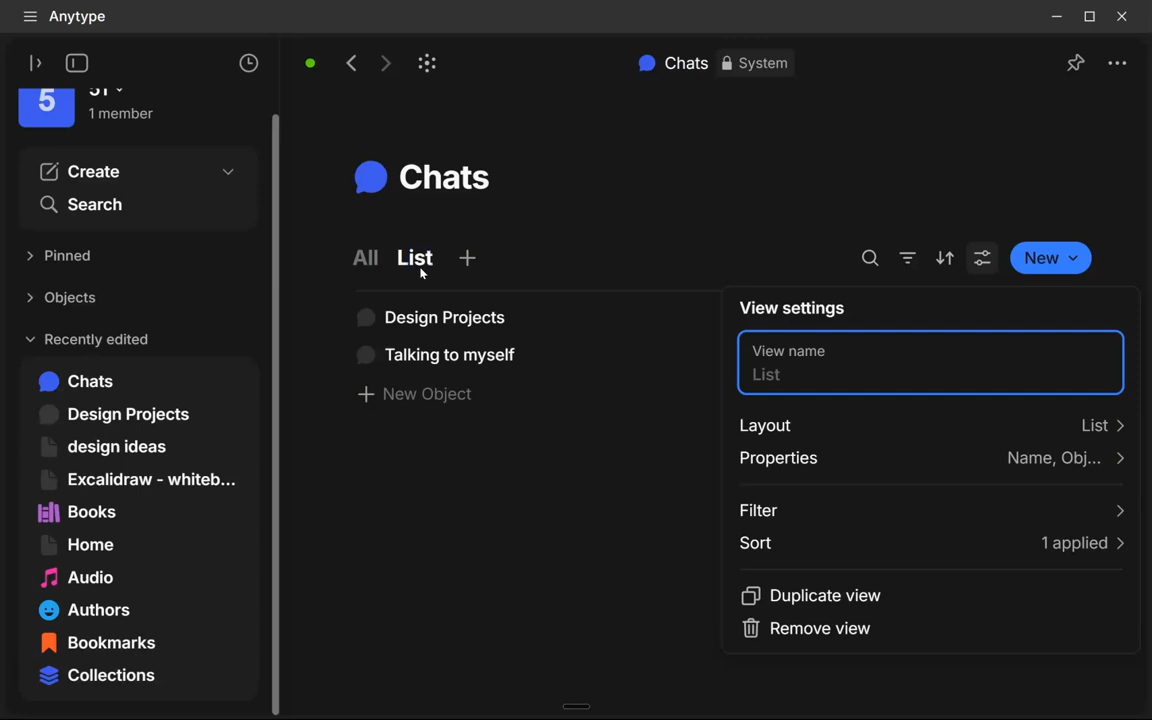 Anytype
5
51
1 member
Create
Search
Pinned
Objects
Recently edited
Chats
Design Projects
design ideas
Excalidraw - whiteb...
Books
Home
Audio
Authors
Bookmarks
Collections
Chats System
Chats
All List
New
Design Projects
Talking to myself
New Object
View settings
View name
List
Layout List
Properties Name, Obj...
Filter
Sort 1 applied
Duplicate view
Remove view